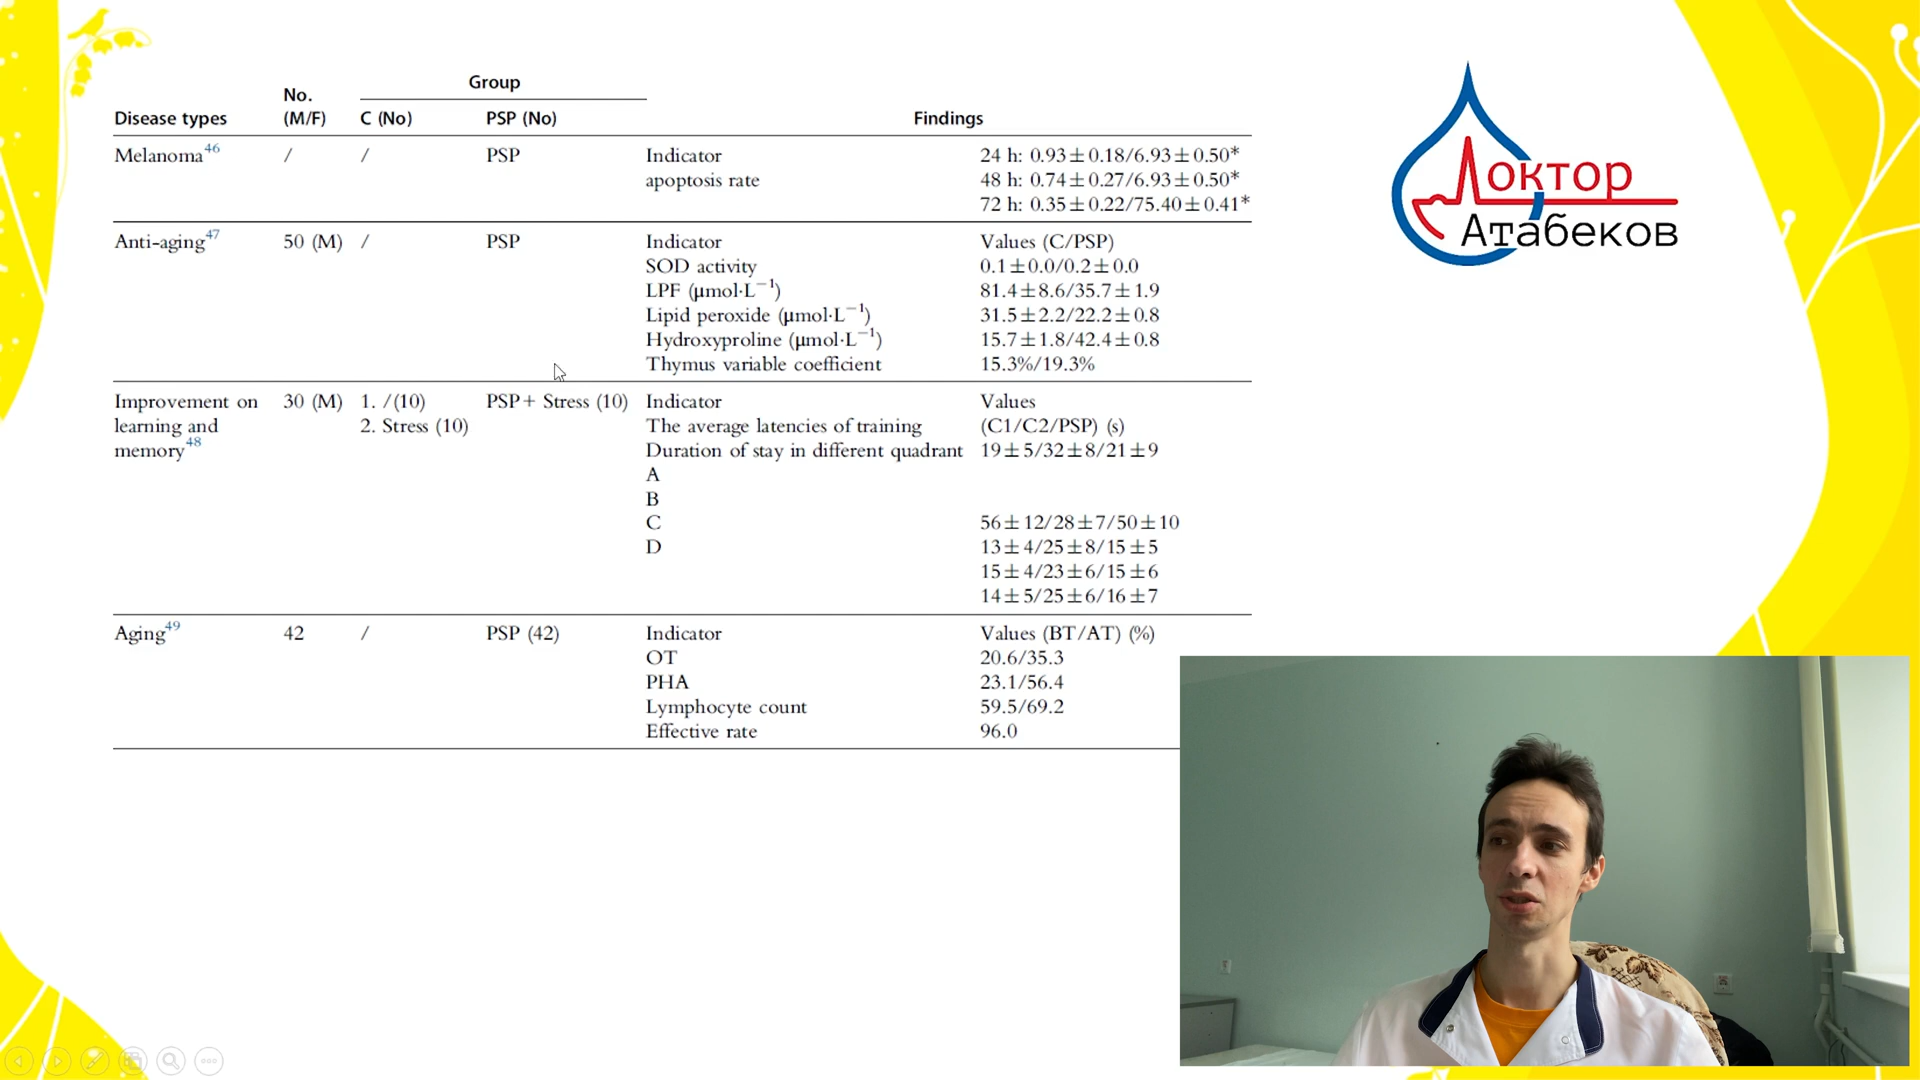 Group
No.
Disease types (M/F) C (No) PSP (No) Findings
Melanoma46 / / PSP Indicator 24 h: 0.93±0.18/6.93±0.50*
apoptosis rate 48 h: 0.74±0.27/6.93±0.50*
72 h: 0.35±0.22/75.40±0.41*
Anti-aging47 50 (M) / PSP Indicator Values (C/PSP)
SOD activity 0.1±0.0/0.2±0.0
LPF (μmol·L−1) 81.4±8.6/35.7±1.9
Lipid peroxide (μmol·L−1) 31.5±2.2/22.2±0.8
Hydroxyproline (μmol·L−1) 15.7±1.8/42.4±0.8
Thymus variable coefficient 15.3%/19.3%
Improvement on 30 (M) 1. /(10) PSP+ Stress (10) Indicator Values
learning and 2. Stress (10) The average latencies of training (C1/C2/PSP) (s)
memory48 Duration of stay in different quadrant 19±5/32±8/21±9
A
B
C 56±12/28±7/50±10
D 13±4/25±8/15±5
15±4/23±6/15±6
14±5/25±6/16±7
Aging49 42 / PSP (42) Indicator Values (BT/AT) (%)
OT 20.6/35.3
PHA 23.1/56.4
Lymphocyte count 59.5/69.2
Effective rate 96.0
Доктор
Атабеков